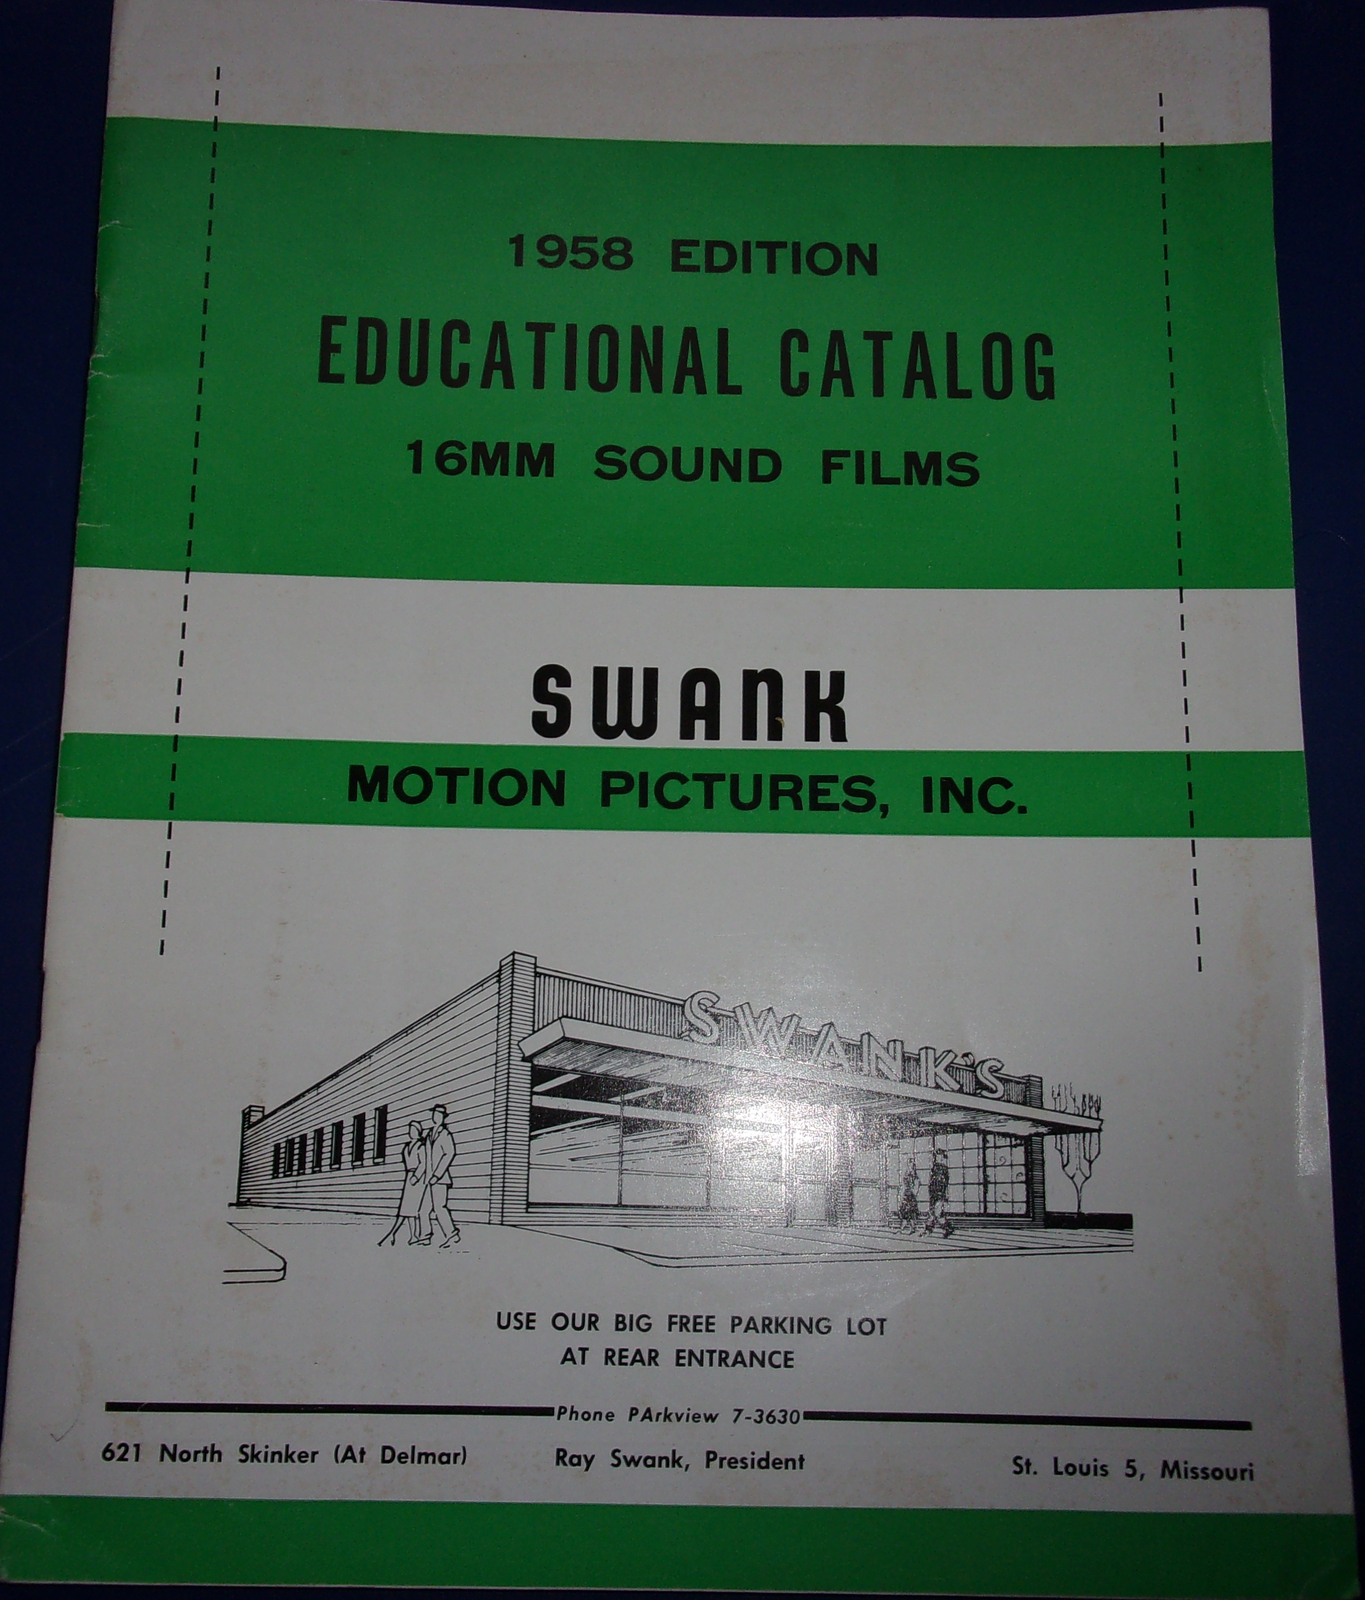 1958 EDITION
EDUCATIONAL CATALOG
16MM SOUND FILMS
SWANK
MOTION PICTURES, INC.
SWANK'S
USE OUR BIG FREE PARKING LOT
AT REAR ENTRANCE
Phone PArkview 7-3630
621 North Skinker (At Delmar) Ray Swank, President St. Louis 5, Missouri